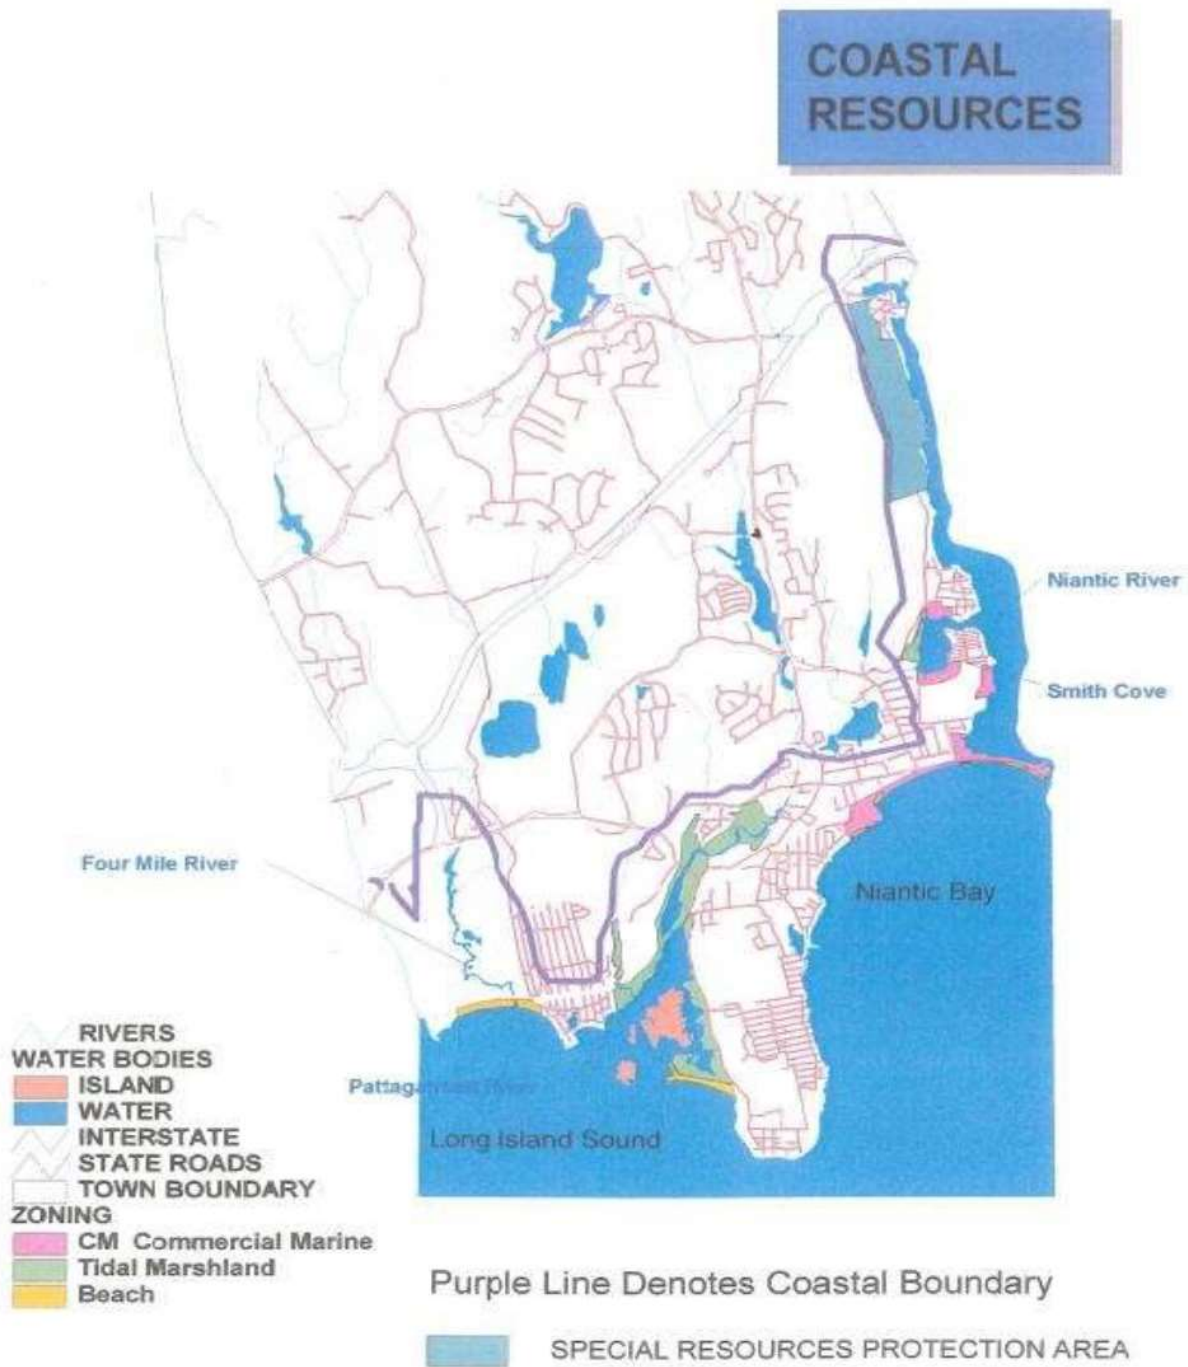 COASTAL
RESOURCES
Niantic River
Smith Cove
Four Mile River
Niantic Bay
RIVERS
WATER BODIES
ISLAND
WATER
INTERSTATE
STATE ROADS
TOWN BOUNDARY
ZONING
CM Commercial Marine
Tidal Marshland
Beach
River
Long Island Sound
Purple Line Denotes Coastal Boundary
SPECIAL RESOURCES PROTECTION AREA